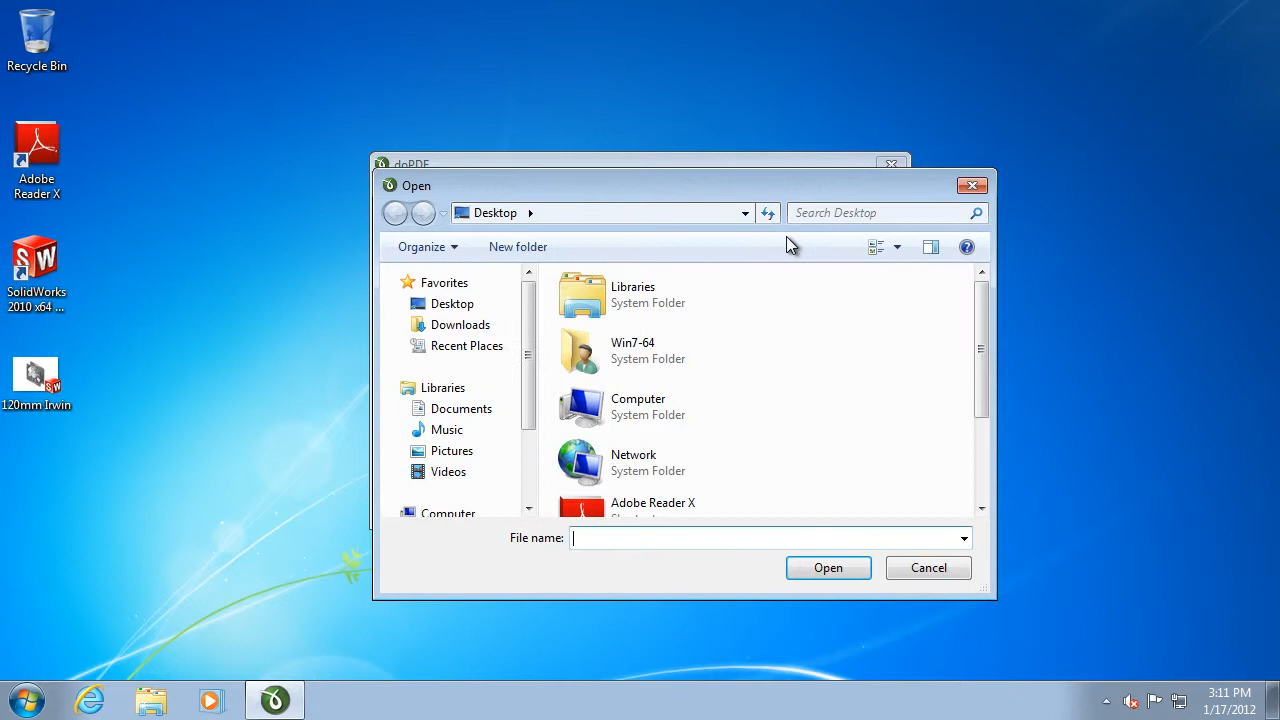 Recycle Bin
Adobe
Reader X
SolidWorks
2010 x64 ...
120mm Irwin
doPDF
Open
Desktop
Search Desktop
Organize
New folder
Favorites
Desktop
Downloads
Recent Places
Libraries
Documents
Music
Pictures
Videos
Computer
Libraries
System Folder
Win7-64
System Folder
Computer
System Folder
Network
System Folder
Adobe Reader X
File name:
Open
Cancel
3:11 PM
1/17/2012